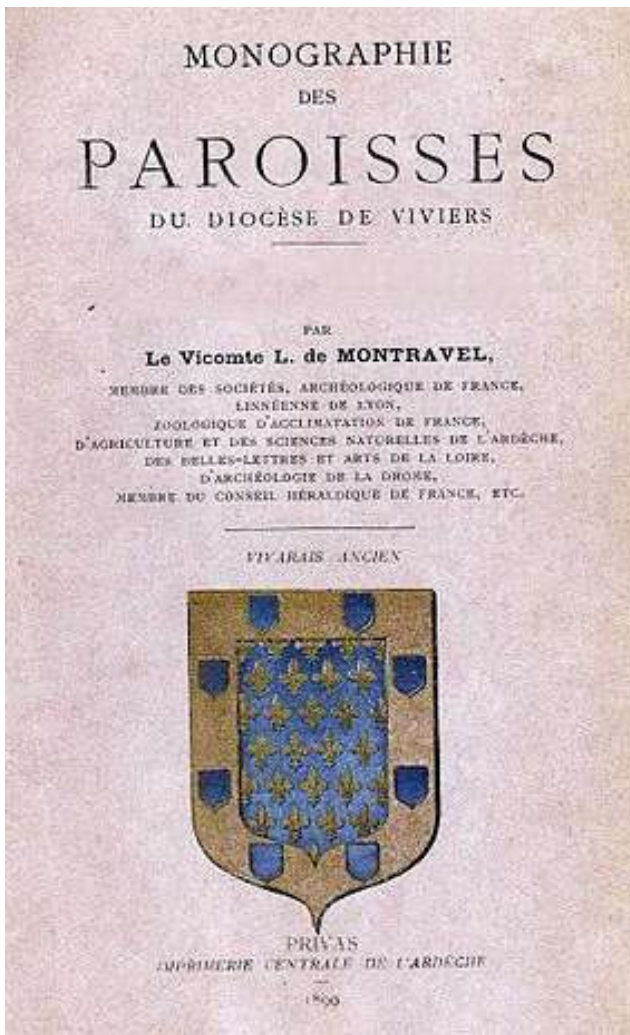 MONOGRAPHIE
DES
PAROISSES
DU DIOCÈSE DE VIVIERS
PAR
Le Vicomte L. de MONTRAVEL,
MEMBRE DES SOCIÉTÉS, ARCHÉOLOGIQUE DE FRANCE,
LINNÉENNE DE LYON,
ZOOLOGIQUE D'ACCLIMATATION DE FRANCE,
D'AGRICULTURE ET DES SCIENCES NATURELLES DE L'ARDÈCHE,
DES BELLES-LETTRES ET ARTS DE LA LOIRE,
D'ARCHÉOLOGIE DE LA DROME,
MEMBRE DU CONSEIL HÉRALDIQUE DE FRANCE, ETC.
VIVARAIS ANCIEN
PRIVAS
IMPRIMERIE CENTRALE DE L'ARDÈCHE
1890